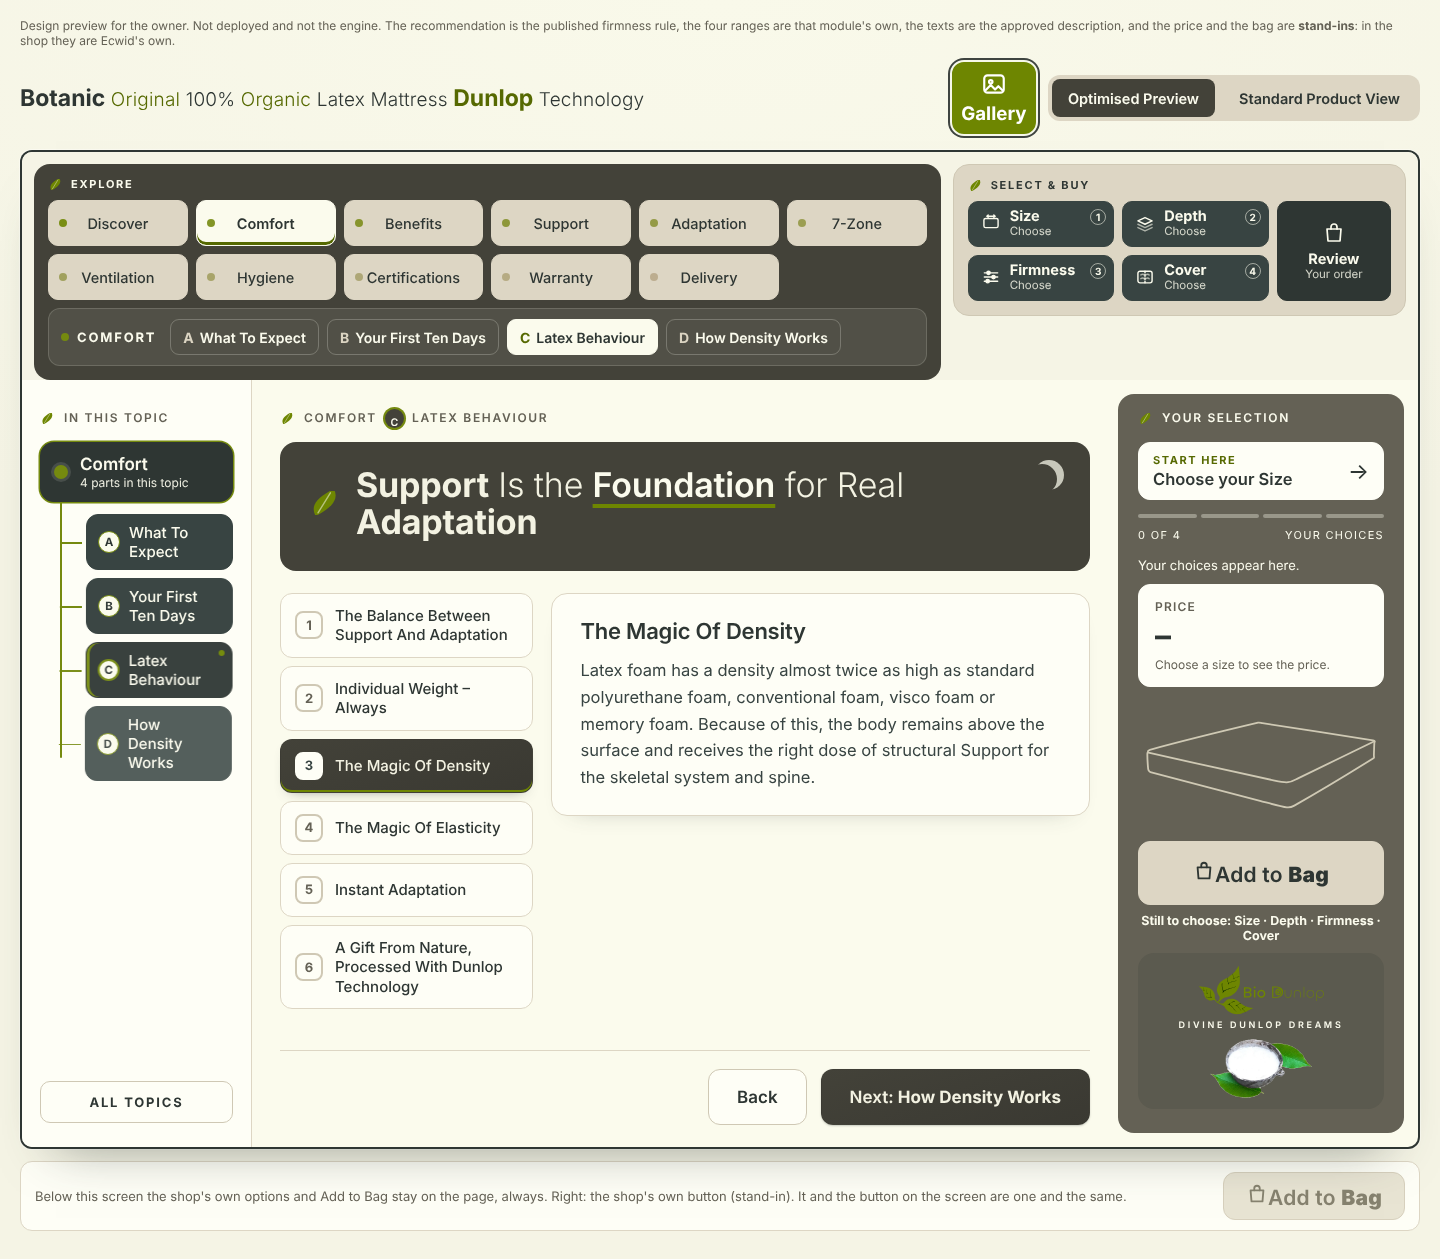 Design preview for the owner. Not deployed and not the engine. The recommendation is the published firmness rule, the four ranges are that module's own, the texts are the approved description, and the price and the bag are stand-ins: in the
shop they are Ecwid's own.
Botanic Original 100% Organic Latex Mattress Dunlop Technology
Gallery
Optimised Preview
Standard Product View
EXPLORE
Discover
Comfort
Benefits
Support
Adaptation
7-Zone
Ventilation
Hygiene
Certifications
Warranty
Delivery
COMFORT
A What To Expect
B Your First Ten Days
C Latex Behaviour
D How Density Works
SELECT & BUY
Size
Choose
1
Depth
Choose
2
Firmness
Choose
3
Cover
Choose
4
Review
Your order
IN THIS TOPIC
Comfort
4 parts in this topic
A What To
Expect
B Your First
Ten Days
C Latex
Behaviour
D How
Density
Works
ALL TOPICS
COMFORT C LATEX BEHAVIOUR
Support Is the Foundation for Real
Adaptation
1 The Balance Between
Support And Adaptation
2 Individual Weight –
Always
3 The Magic Of Density
4 The Magic Of Elasticity
5 Instant Adaptation
6 A Gift From Nature,
Processed With Dunlop
Technology
The Magic Of Density
Latex foam has a density almost twice as high as standard
polyurethane foam, conventional foam, visco foam or
memory foam. Because of this, the body remains above the
surface and receives the right dose of structural Support for
the skeletal system and spine.
Back
Next: How Density Works
YOUR SELECTION
START HERE
Choose your Size
0 OF 4
YOUR CHOICES
Your choices appear here.
PRICE
–
Choose a size to see the price.
Add to Bag
Still to choose: Size · Depth · Firmness ·
Cover
Bio Dunlop
DIVINE DUNLOP DREAMS
Below this screen the shop's own options and Add to Bag stay on the page, always. Right: the shop's own button (stand-in). It and the button on the screen are one and the same.
Add to Bag